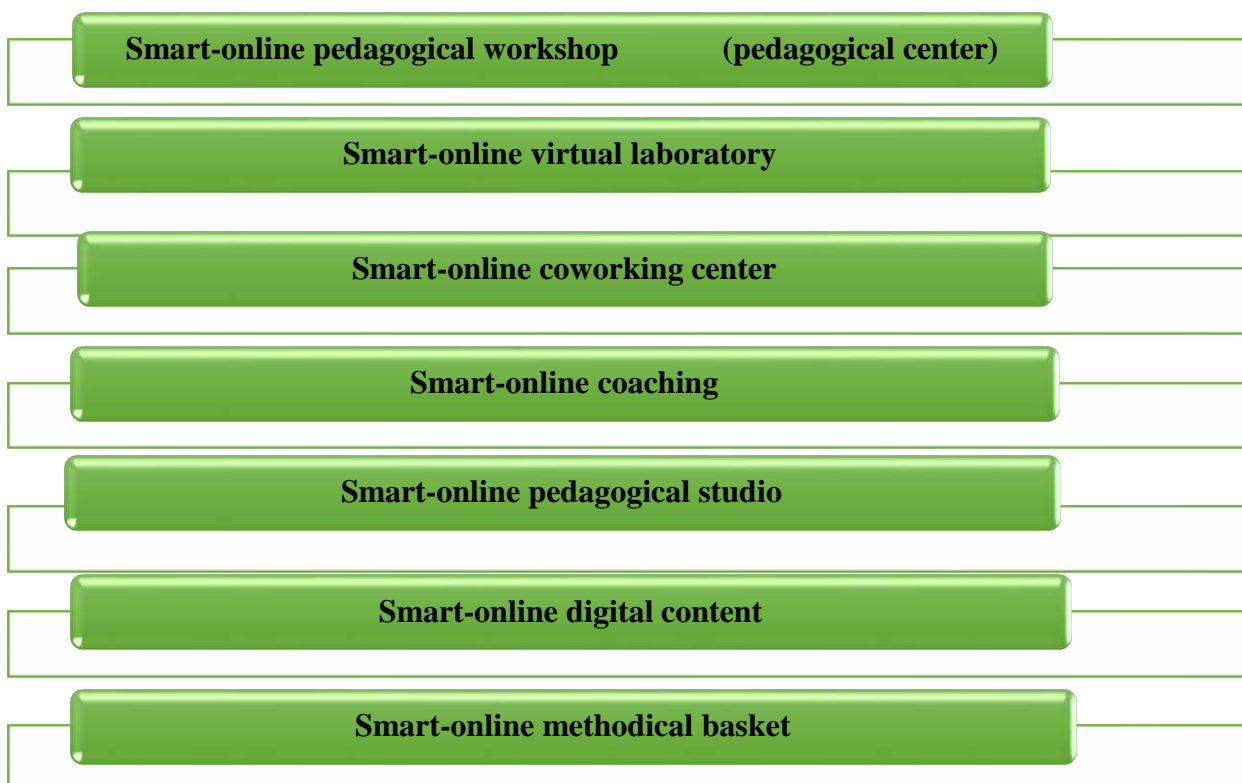 Smart-online pedagogical workshop (pedagogical center)
Smart-online virtual laboratory
Smart-online coworking center
Smart-online coaching
Smart-online pedagogical studio
Smart-online digital content
Smart-online methodical basket